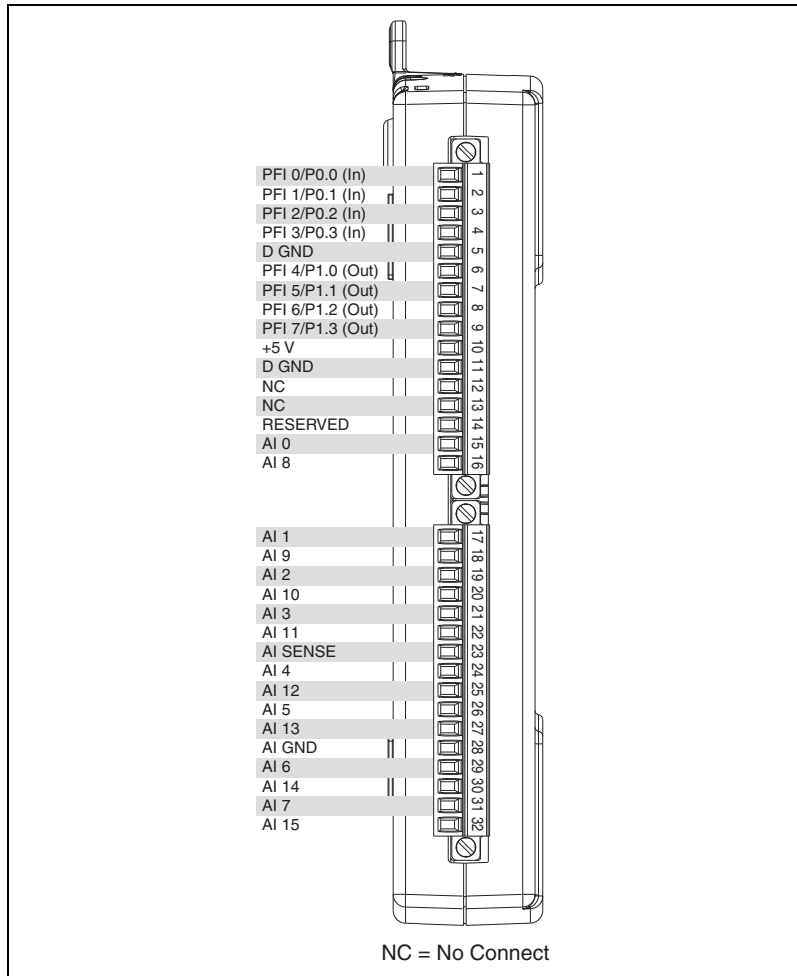 PFI 0/P0.0 (In) 1
PFI 1/P0.1 (In) 2
PFI 2/P0.2 (In) 3
PFI 3/P0.3 (In) 4
D GND 5
PFI 4/P1.0 (Out) 6
PFI 5/P1.1 (Out) 7
PFI 6/P1.2 (Out) 8
PFI 7/P1.3 (Out) 9
+5 V 10
D GND 11
NC 12
NC 13
RESERVED 14
AI 0 15
AI 8 16
AI 1 17
AI 9 18
AI 2 19
AI 10 20
AI 3 21
AI 11 22
AI SENSE 23
AI 4 24
AI 12 25
AI 5 26
AI 13 27
AI GND 28
AI 6 29
AI 14 30
AI 7 31
AI 15 32
NC = No Connect